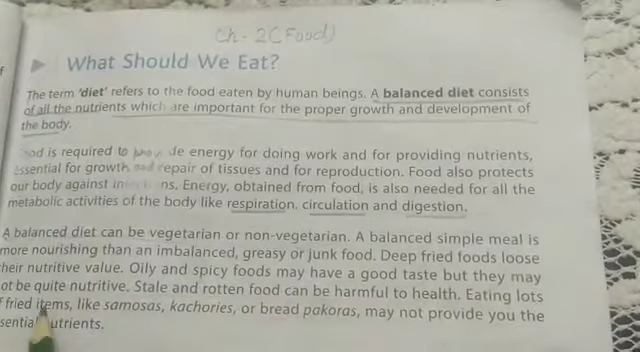 Ch - 2 (Food)
What Should We Eat?
The term 'diet' refers to the food eaten by human beings. A balanced diet consists
of all the nutrients which are important for the proper growth and development of
the body.
is required to de energy for doing work and for providing nutrients,
essential for growth and repair of tissues and for reproduction. Food also protects
our body against ns. Energy, obtained from food, is also needed for all the
metabolic activities of the body like respiration, circulation and digestion.
A balanced diet can be vegetarian or non-vegetarian. A balanced simple meal is
more nourishing than an imbalanced, greasy or junk food. Deep fried foods loose
their nutritive value. Oily and spicy foods may have a good taste but they may
ot be quite nutritive. Stale and rotten food can be harmful to health. Eating lots
f fried items, like samosas, kachories, or bread pakoras, may not provide you the
sential utrients.